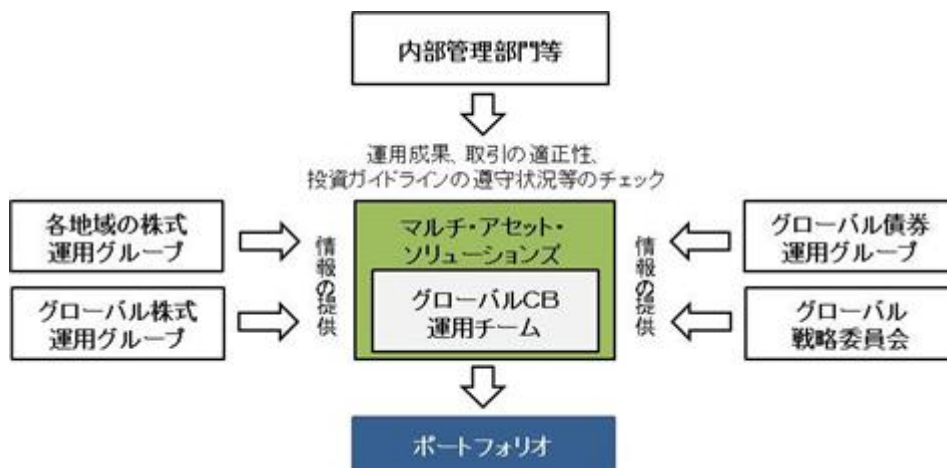 内部管理部門等
運用成果、取引の適正性、
投資ガイドラインの遵守状況等のチェック
各地域の株式
運用グループ
グローバル株式
運用グループ
情報の提供
マルチ・アセット・
ソリューションズ
グローバルCB
運用チーム
情報の提供
グローバル債券
運用グループ
グローバル
戦略委員会
ポートフォリオ